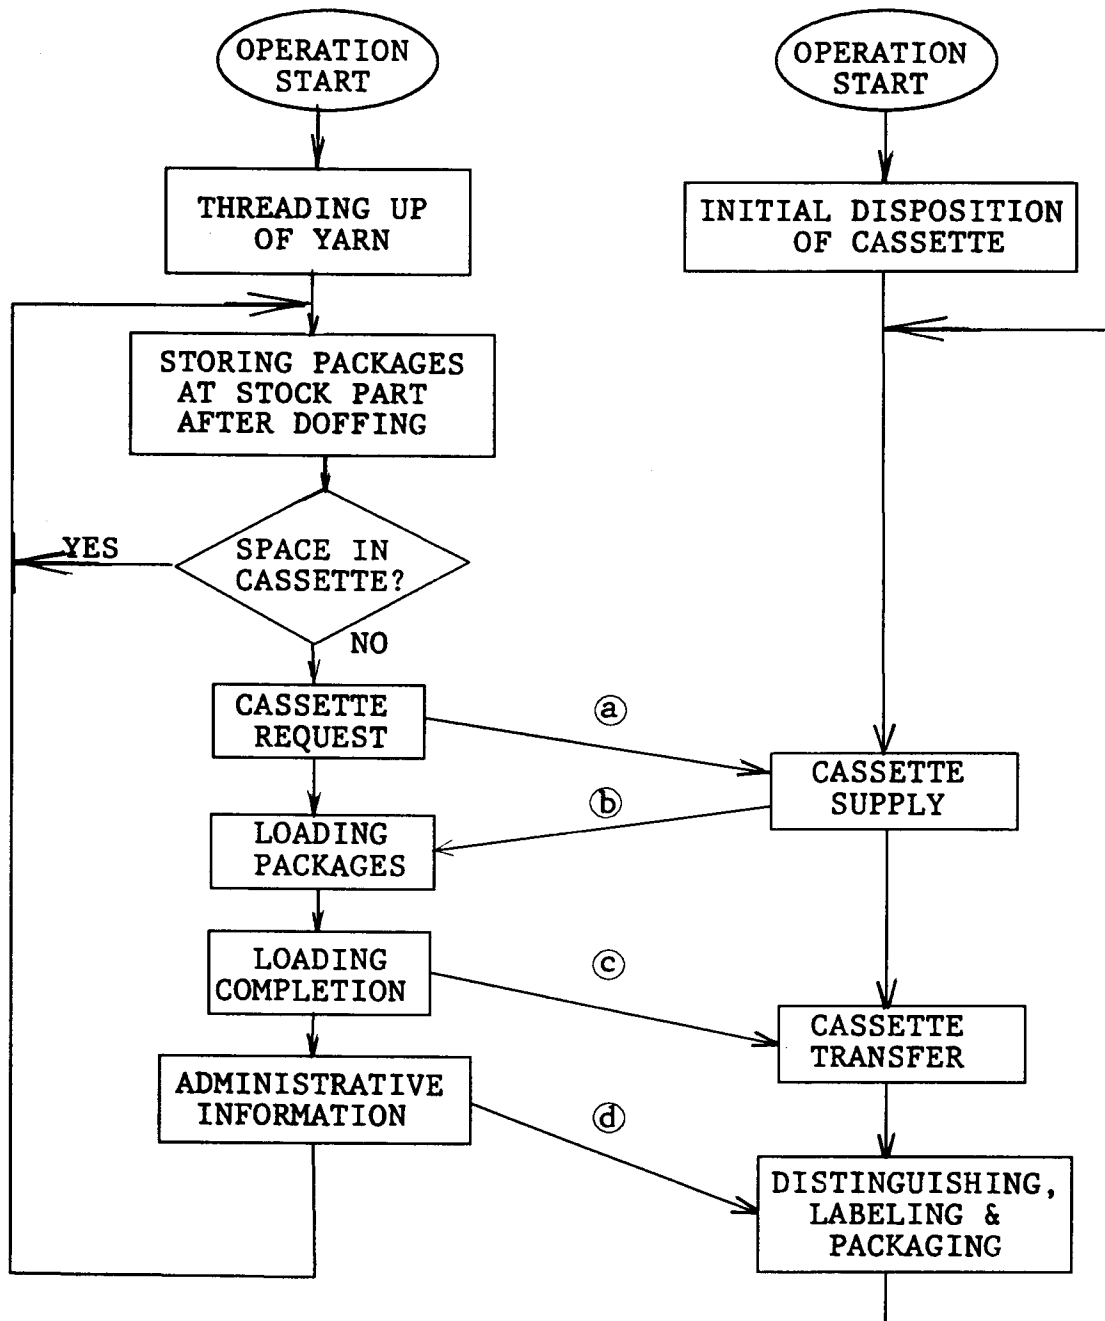 OPERATION
START
THREADING UP
OF YARN
STORING PACKAGES
AT STOCK PART
AFTER DOFFING
SPACE IN
CASSETTE?
YES
NO
CASSETTE
REQUEST
LOADING
PACKAGES
LOADING
COMPLETION
ADMINISTRATIVE
INFORMATION
a
b
c
d
OPERATION
START
INITIAL DISPOSITION
OF CASSETTE
CASSETTE
SUPPLY
CASSETTE
TRANSFER
DISTINGUISHING,
LABELING &
PACKAGING